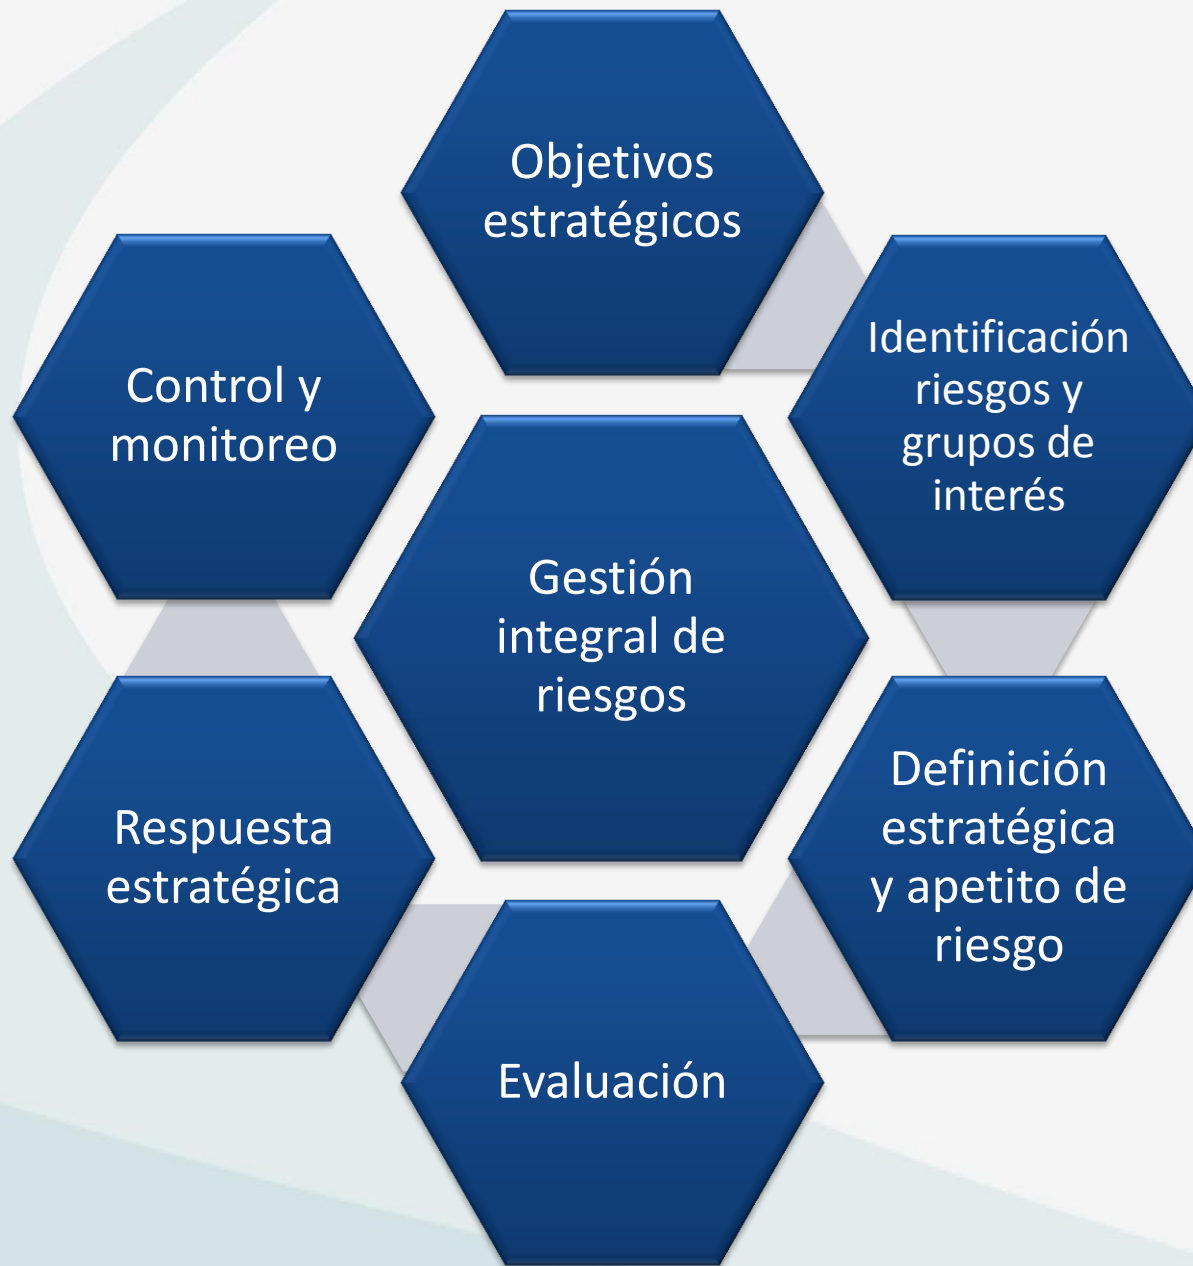 Objetivos
estratégicos
Identificación
riesgos y
grupos de
interés
Definición
estratégica
y apetito de
riesgo
Evaluación
Respuesta
estratégica
Control y
monitoreo
Gestión
integral de
riesgos